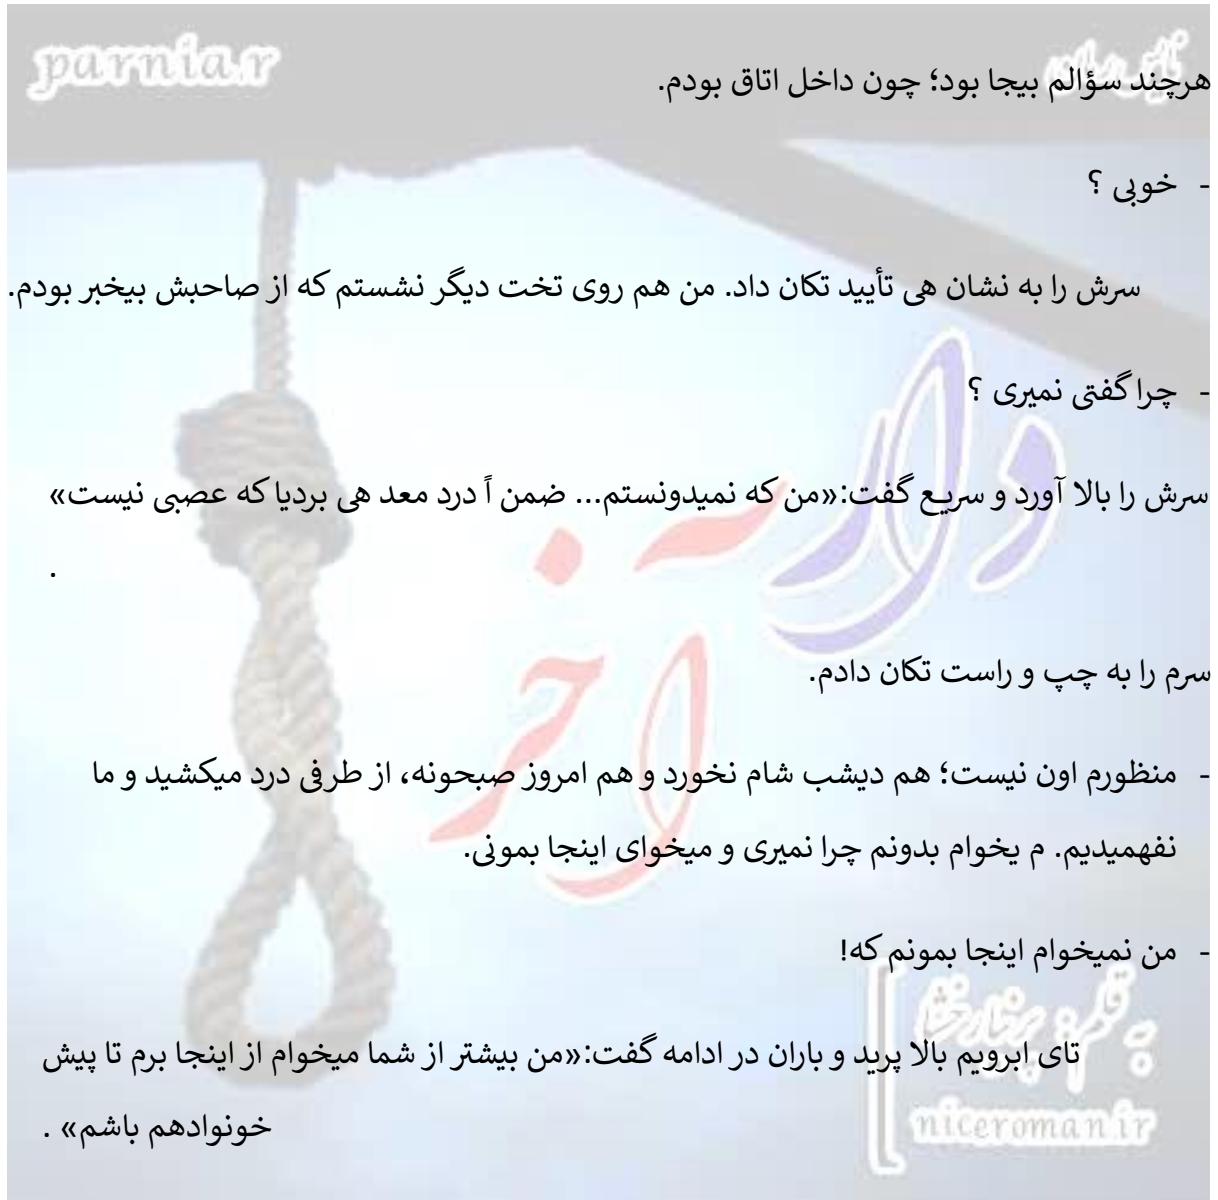 parnia.r
هرچند سؤالم بیجا بود؛ چون داخل اتاق بودم.
- خوبی ؟
سرش را به نشان هی تأیید تکان داد. من هم روی تخت دیگر نشستم که از صاحبش بیخبر بودم.
- چرا گفتی نمیری ؟
سرش را بالا آورد و سریع گفت:«من که نمیدونستم... ضمن اً درد معد هی بردیا که عصبی نیست»
.
دار آخر
سرم را به چپ و راست تکان دادم.
- منظورم اون نیست؛ هم دیشب شام نخورد و هم امروز صبحونه، از طرفی درد میکشید و ما
نفهمیدیم. م یخوام بدونم چرا نمیری و میخوای اینجا بمونی.
- من نمیخوام اینجا بمونم که!
به قلم:
تای ابرویم بالا پرید و باران در ادامه گفت:«من بیشتر از شما میخوام از اینجا برم تا پیش
خونوادهم باشم» .
niceroman.ir